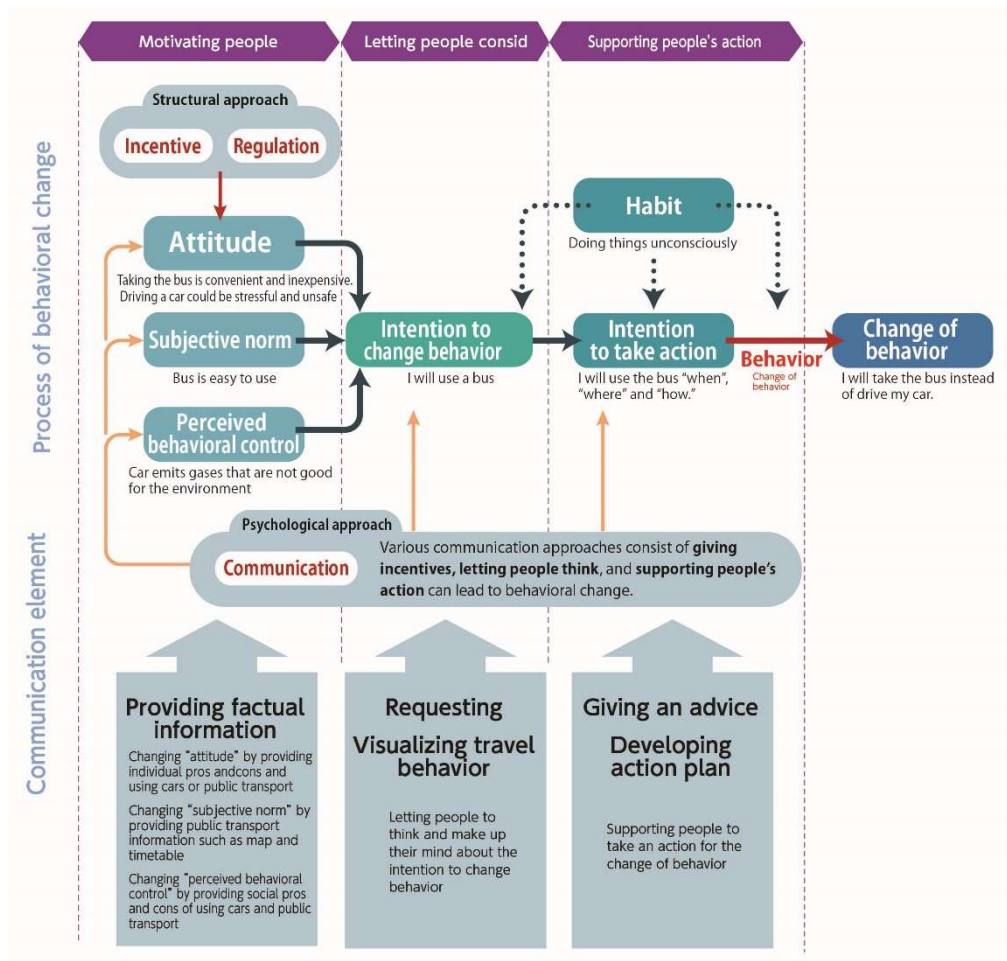 Motivating people
Letting people consid
Supporting people's action
Process of behavioral change
Structural approach
Incentive
Regulation
Attitude
Taking the bus is convenient and inexpensive.
Driving a car could be stressful and unsafe
Subjective norm
Bus is easy to use
Perceived
behavioral control
Car emits gases that are not good
for the environment
Intention to
change behavior
I will use a bus
Habit
Doing things unconsciously
Intention
to take action
I will use the bus “when”,
“where” and “how.”
Behavior
Change of
behavior
Change of
behavior
I will take the bus instead
of drive my car.
Communication element
Psychological approach
Communication
Various communication approaches consist of giving
incentives, letting people think, and supporting people’s
action can lead to behavioral change.
Providing factual
information
Changing “attitude” by providing
individual pros andcons and
using cars or public transport
Changing “subjective norm” by
providing public transport
information such as map and
timetable
Changing “perceived behavioral
control” by providing social pros
and cons of using cars and public
transport
Requesting
Visualizing travel
behavior
Letting people to
think and make up
their mind about the
intention to change
behavior
Giving an advice
Developing
action plan
Supporting people to
take an action for the
change of behavior